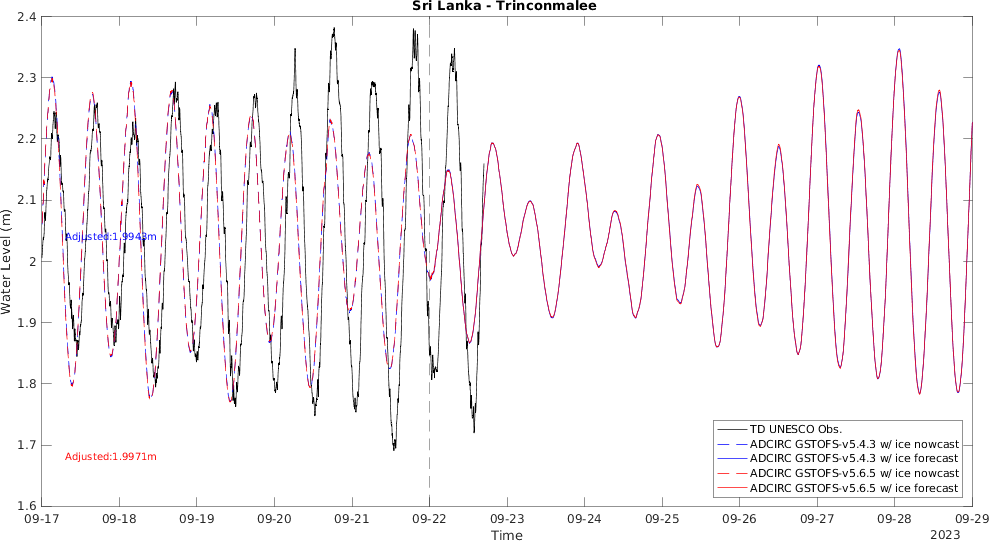 Sri Lanka - Trinconmalee
Water Level (m)
2.4
2.3
2.2
2.1
2
1.9
1.8
1.7
1.6
Adjusted:1.9943m
Adjusted:1.9971m
TD UNESCO Obs.
ADCIRC GSTOFS-v5.4.3 w/ ice nowcast
ADCIRC GSTOFS-v5.4.3 w/ ice forecast
ADCIRC GSTOFS-v5.6.5 w/ ice nowcast
ADCIRC GSTOFS-v5.6.5 w/ ice forecast
09-17 09-18 09-19 09-20 09-21 09-22 09-23 09-24 09-25 09-26 09-27 09-28 09-29
Time 2023